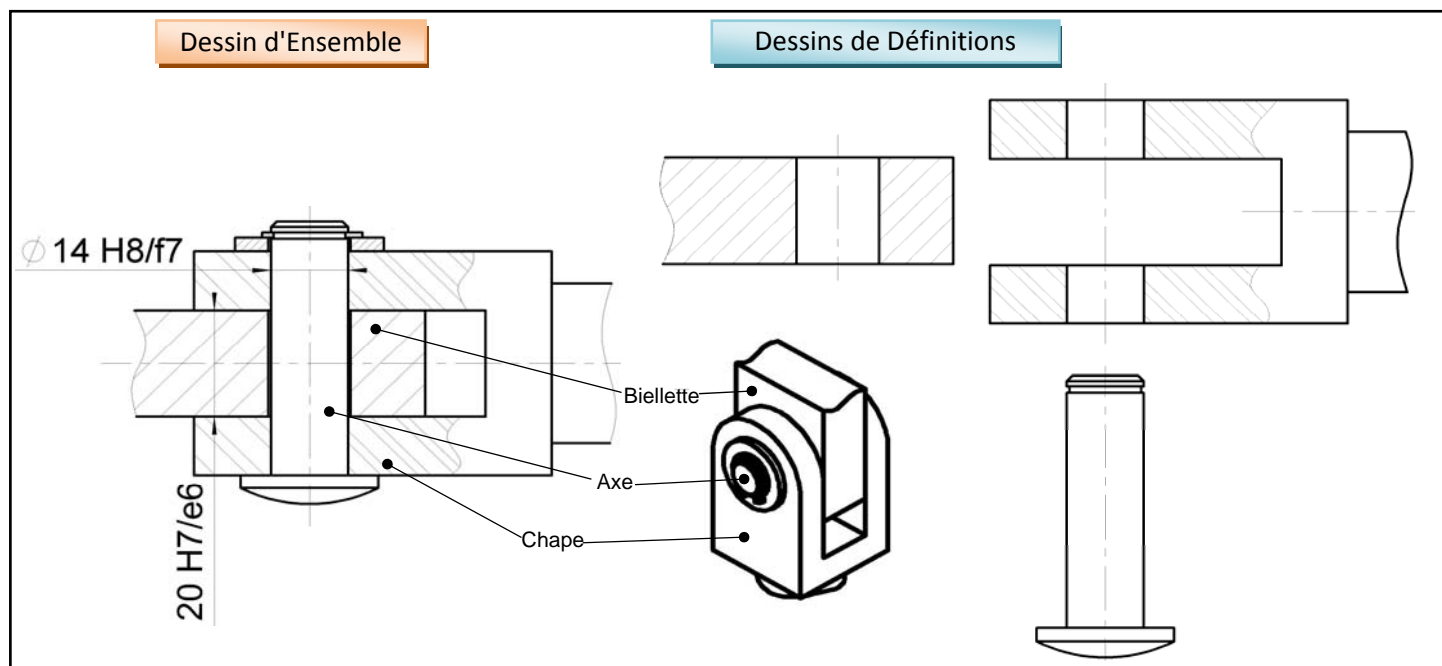 Dessin d'Ensemble
Dessins de Définitions
∅ 14 H8/f7
20 H7/e6
Biellette
Axe
Chape